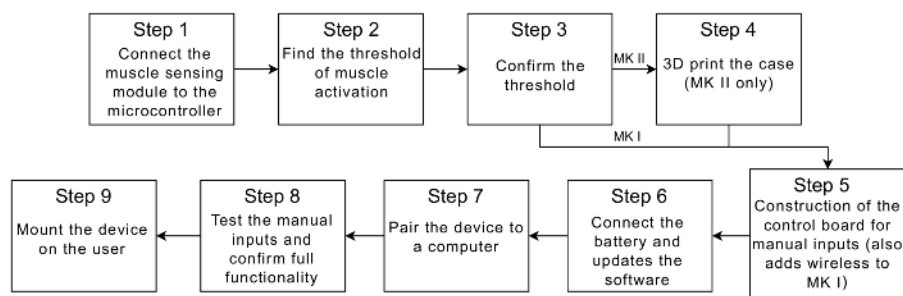 Step 1
Connect the
muscle sensing
module to the
microcontroller
Step 2
Find the threshold
of muscle
activation
Step 3
Confirm the
threshold
MK II
Step 4
3D print the case
(MK II only)
MK I
Step 5
Construction of the
control board for
manual inputs (also
adds wireless to
MK I)
Step 6
Connect the
battery and
updates the
software
Step 7
Pair the device to
a computer
Step 8
Test the manual
inputs and
confirm full
functionality
Step 9
Mount the device
on the user